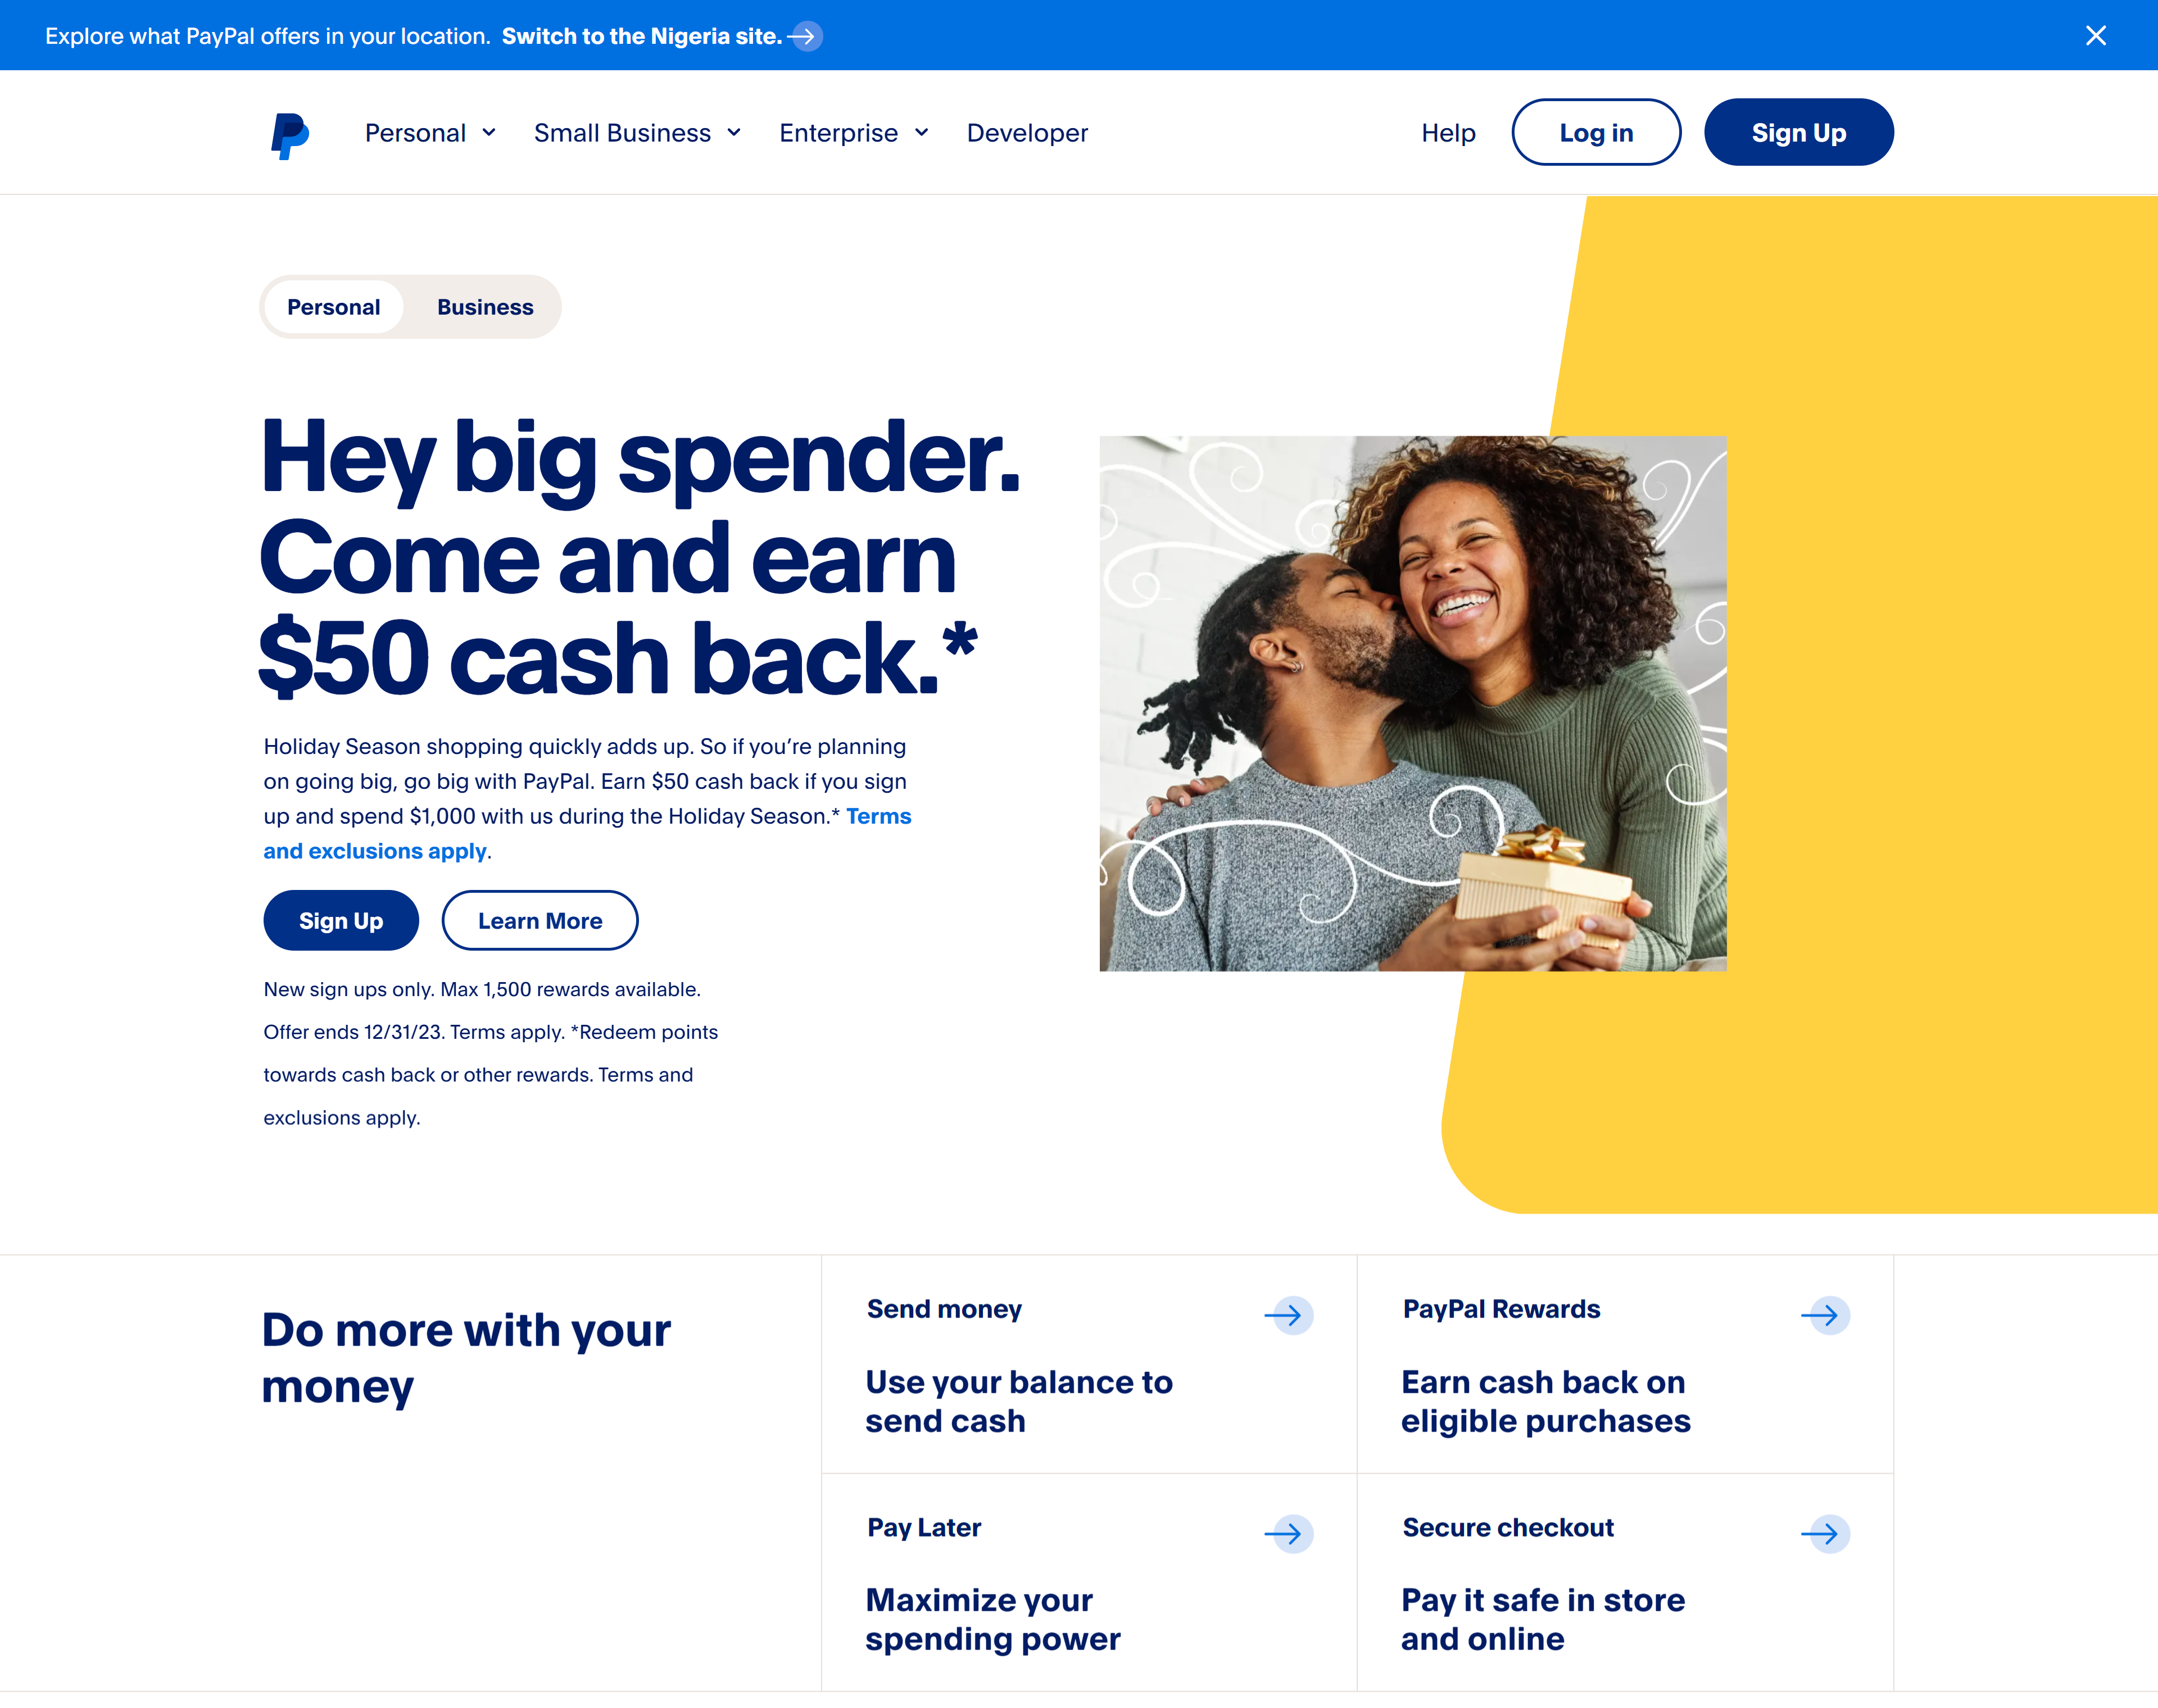 Explore what PayPal offers in your location. Switch to the Nigeria site.
Personal Small Business Enterprise Developer Help Log in Sign Up
Personal Business
Hey big spender.
Come and earn
$50 cash back.*
Holiday Season shopping quickly adds up. So if you’re planning
on going big, go big with PayPal. Earn $50 cash back if you sign
up and spend $1,000 with us during the Holiday Season.* Terms
and exclusions apply.
Sign Up Learn More
New sign ups only. Max 1,500 rewards available.
Offer ends 12/31/23. Terms apply. *Redeem points
towards cash back or other rewards. Terms and
exclusions apply.
Do more with your
money
Send money
Use your balance to
send cash
PayPal Rewards
Earn cash back on
eligible purchases
Pay Later
Maximize your
spending power
Secure checkout
Pay it safe in store
and online